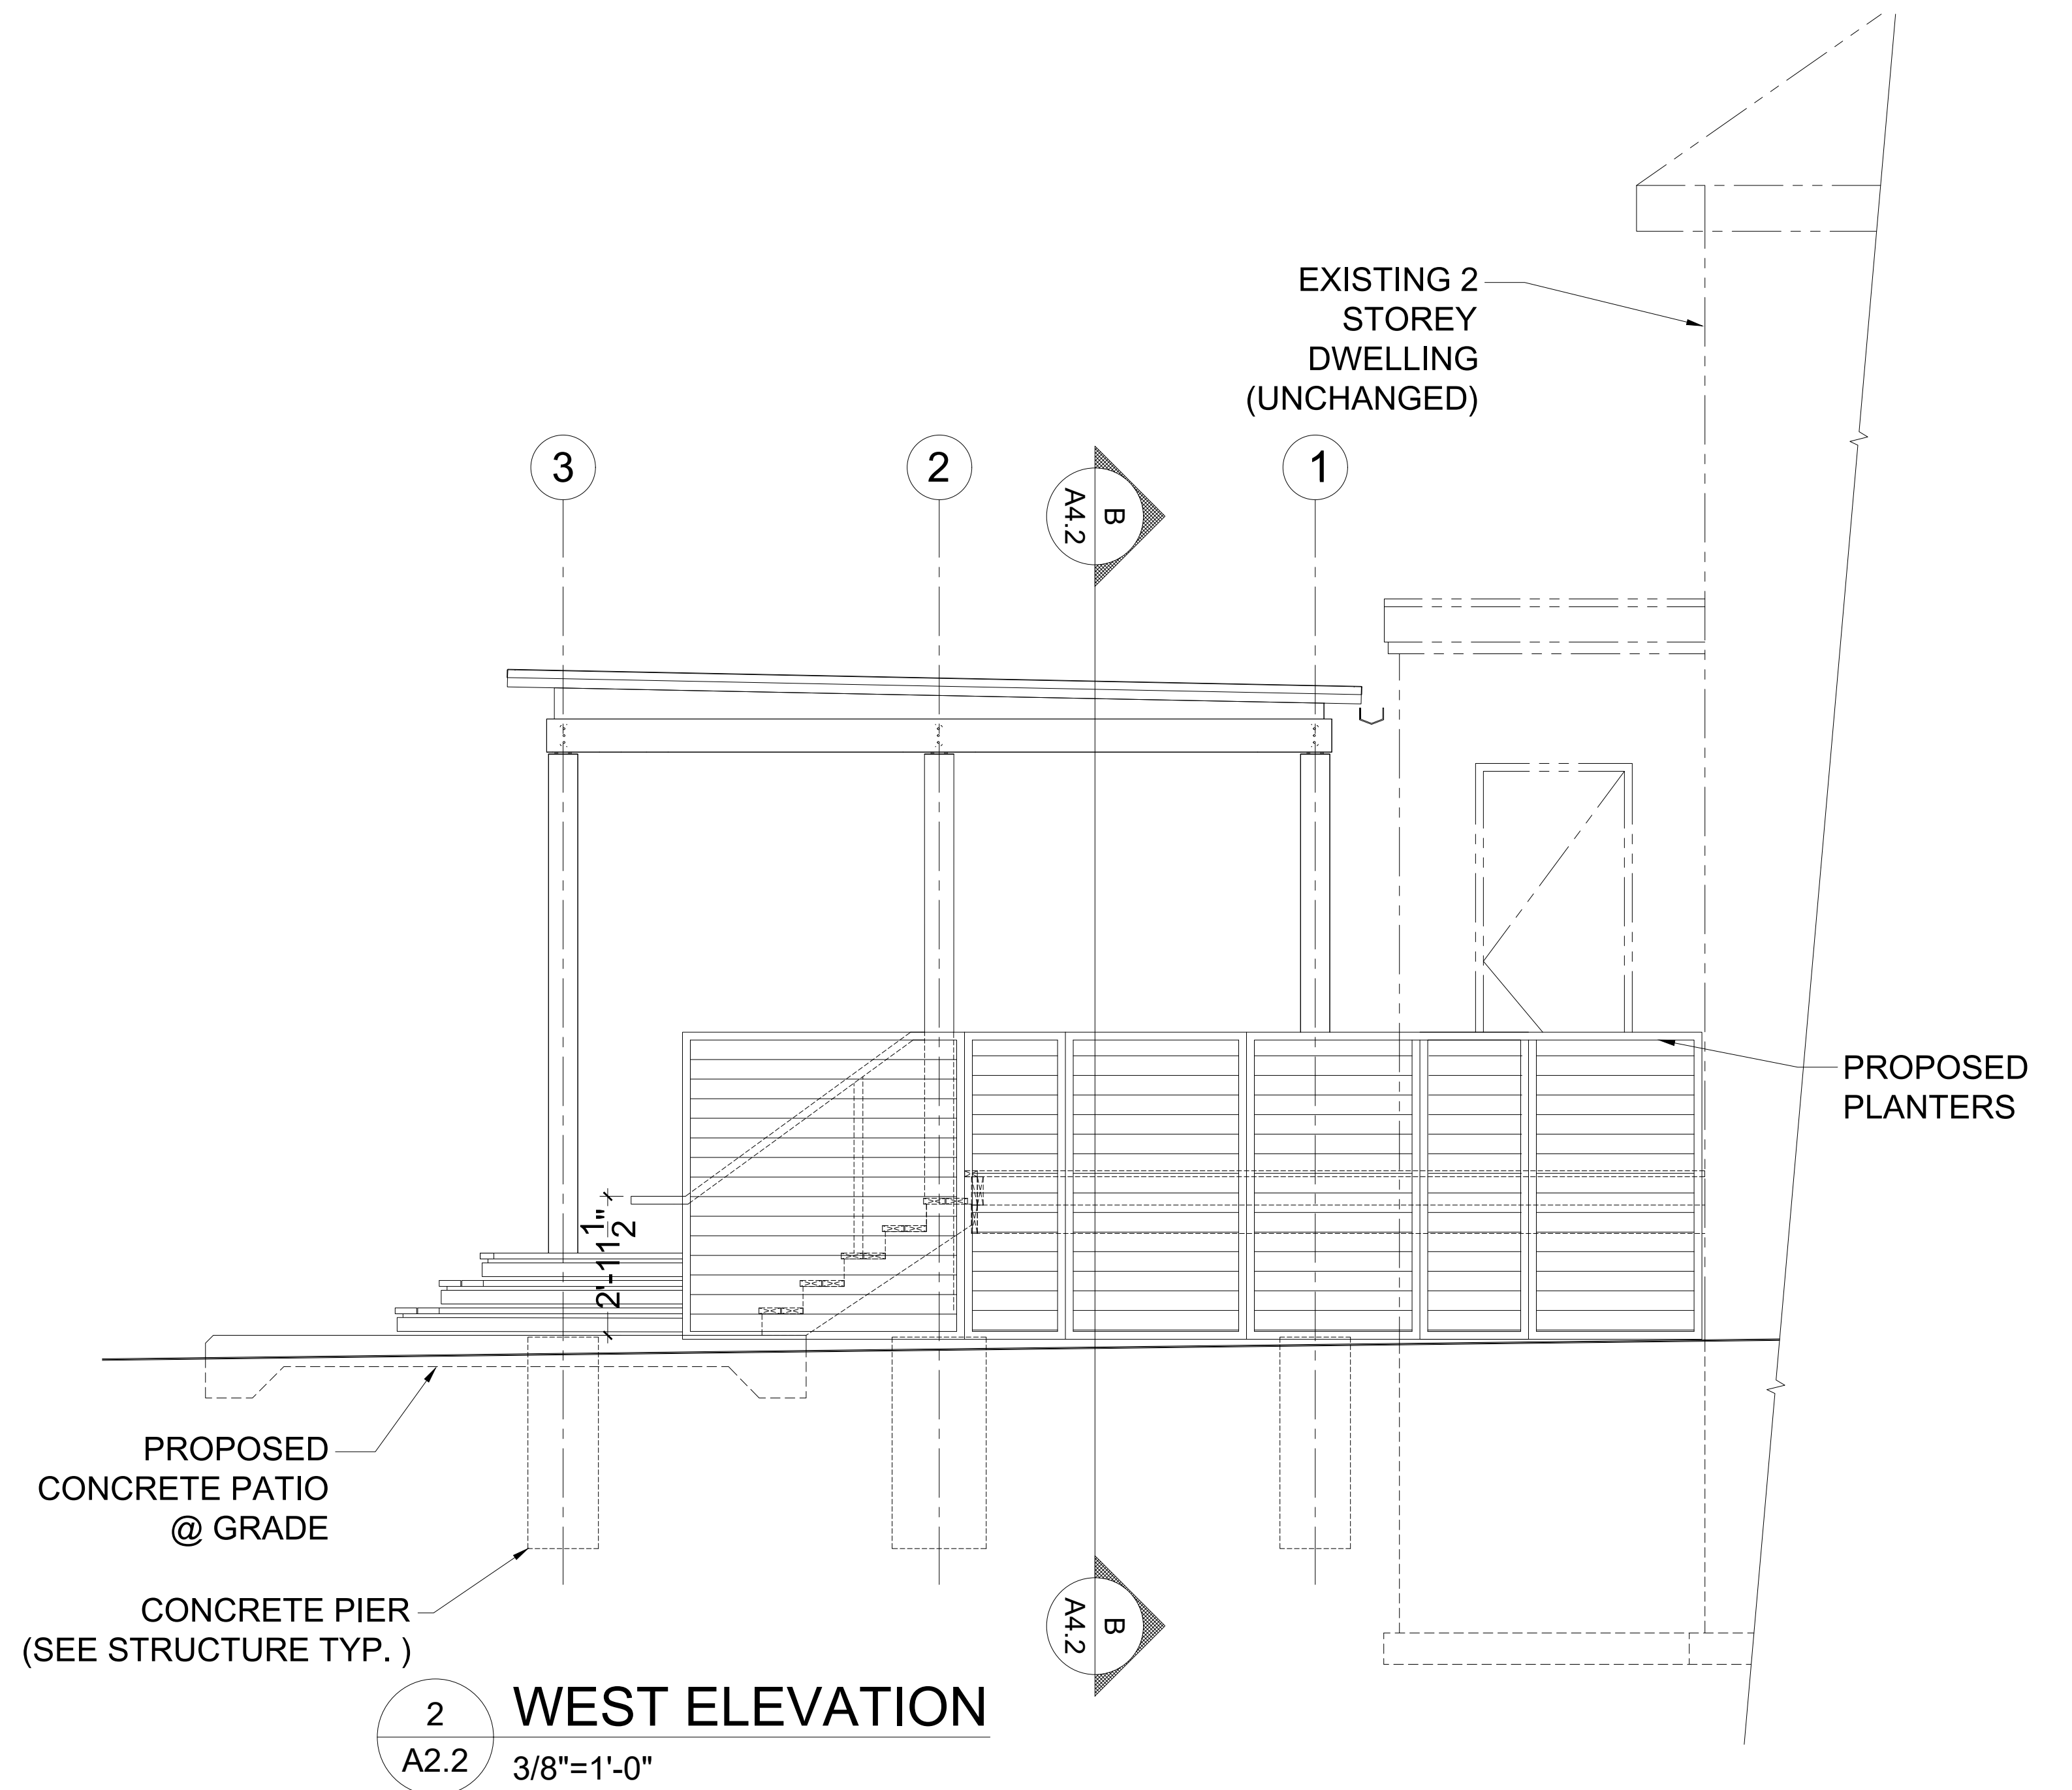 EXISTING 2
STOREY
DWELLING
(UNCHANGED)
3
2
1
B
A4.2
PROPOSED
PLANTERS
2'-11 1/2"
PROPOSED
CONCRETE PATIO
@ GRADE
CONCRETE PIER
(SEE STRUCTURE TYP. )
B
A4.2
2
A2.2
WEST ELEVATION
3/8"=1'-0"